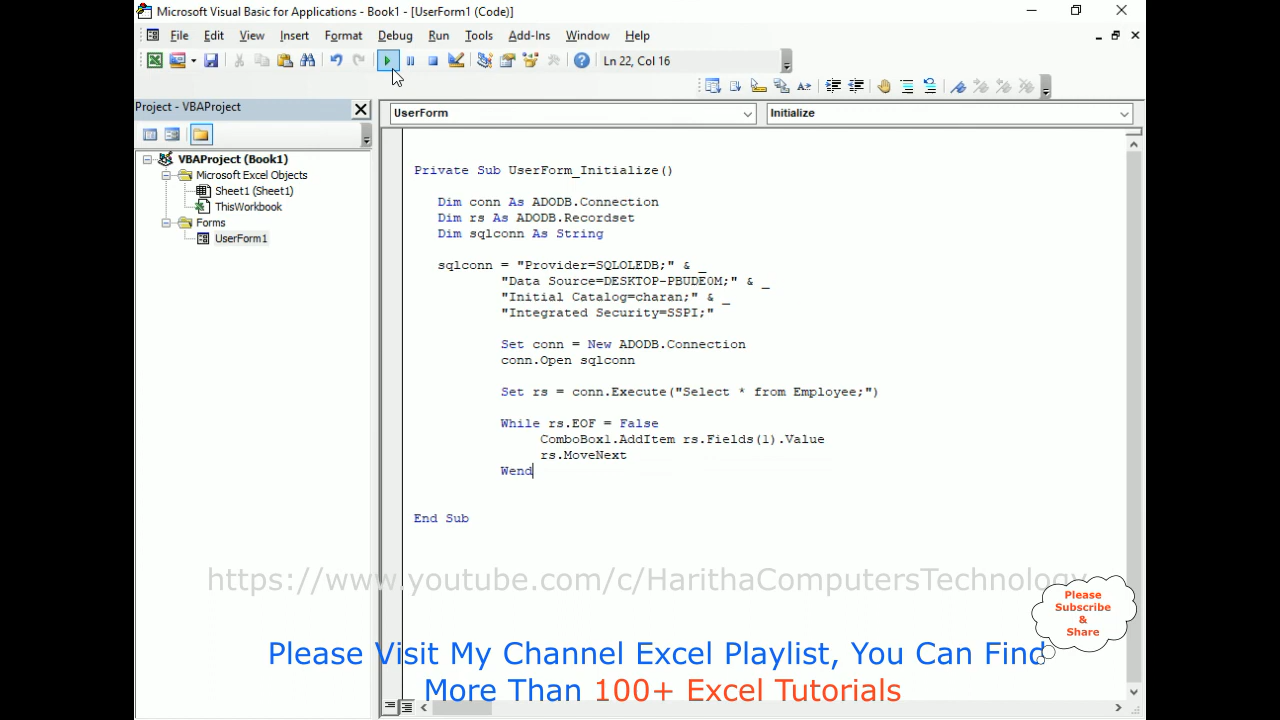 Microsoft Visual Basic for Applications - Book1 - [UserForm1 (Code)]
File Edit View Insert Format Debug Run Tools Add-Ins Window Help
Ln 22, Col 16
Project - VBAProject
UserForm
Initialize
VBAProject (Book1)
Microsoft Excel Objects
Sheet1 (Sheet1)
ThisWorkbook
Forms
UserForm1
Private Sub UserForm_Initialize()
Dim conn As ADODB.Connection
Dim rs As ADODB.Recordset
Dim sqlconn As String
sqlconn = "Provider=SQLOLEDB;" & _
"Data Source=DESKTOP-PBUDE0M;" & _
"Initial Catalog=charan;" & _
"Integrated Security=SSPI;"
Set conn = New ADODB.Connection
conn.Open sqlconn
Set rs = conn.Execute("Select * from Employee;")
While rs.EOF = False
ComboBox1.AddItem rs.Fields(1).Value
rs.MoveNext
Wend
End Sub
https://www.youtube.com/c/HarithaComputersTechnology
Please
Subscribe
&
Share
Please Visit My Channel Excel Playlist, You Can Find
More Than 100+ Excel Tutorials